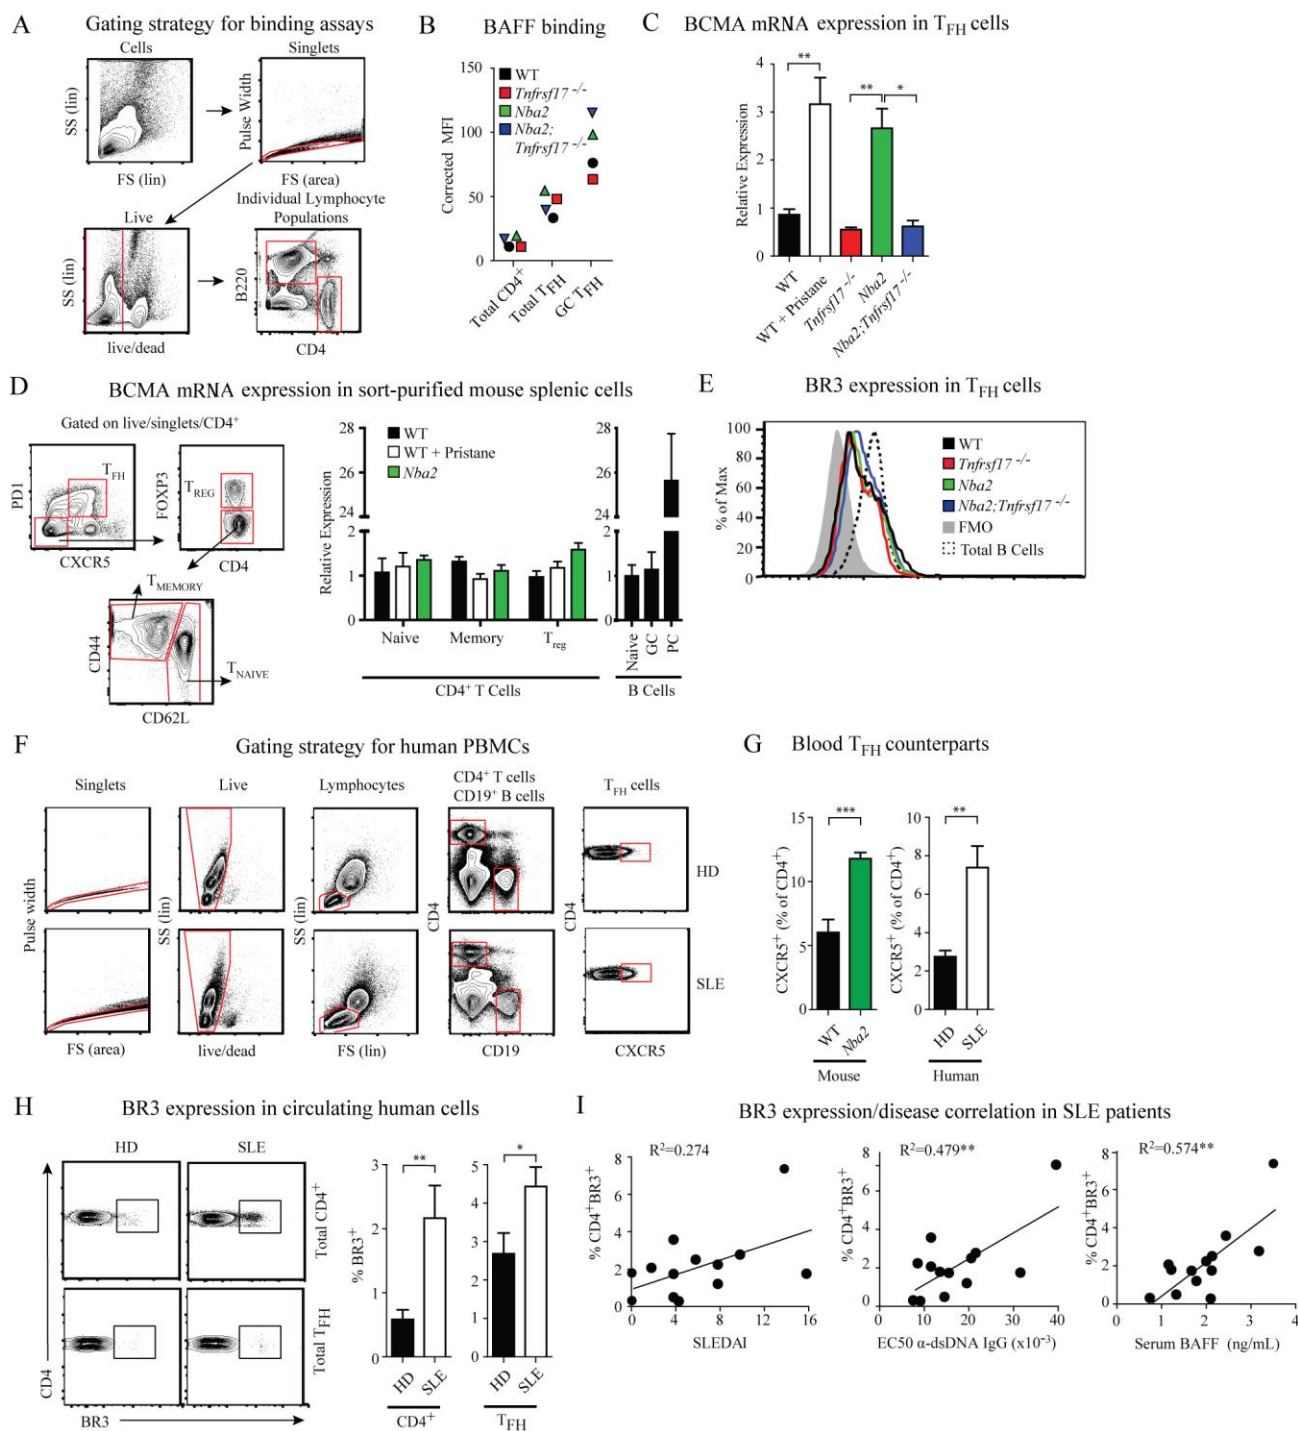 A
Gating strategy for binding assays
Cells
Singlets
SS (lin)
FS (lin)
Pulse Width
FS (area)
Live
Individual Lymphocyte
Populations
SS (lin)
live/dead
B220
CD4
B
BAFF binding
150
100
50
0
Corrected MFI
WT
Tnfrsf17 -/-
Nba2
Nba2;
Tnfrsf17 -/-
Total CD4+
Total TFH
GC TFH
C
BCMA mRNA expression in TFH cells
4
3
2
1
0
Relative Expression
**
**
*
WT
WT + Pristane
Tnfrsf17 -/-
Nba2
Nba2;Tnfrsf17 -/-
D
BCMA mRNA expression in sort-purified mouse splenic cells
Gated on live/singlets/CD4+
PD1
TFH
CXCR5
FOXP3
TREG
CD4
TMEMORY
CD44
TNAIVE
CD62L
Relative Expression
28
26
24
2
1
0
WT
WT + Pristane
Nba2
Naive
Memory
Treg
CD4+ T Cells
28
26
24
2
1
0
Naive
GC
PC
B Cells
E
BR3 expression in TFH cells
% of Max
100
80
60
40
20
0
WT
Tnfrsf17 -/-
Nba2
Nba2;Tnfrsf17 -/-
FMO
Total B Cells
F
Gating strategy for human PBMCs
Singlets
Live
Lymphocytes
CD4+ T cells
CD19+ B cells
TFH cells
Pulse width
SS (lin)
SS (lin)
CD4
CD4
HD
SLE
FS (area)
live/dead
FS (lin)
CD19
CXCR5
G
Blood TFH counterparts
CXCR5+ (% of CD4+)
15
10
5
0
***
WT
Nba2
Mouse
CXCR5+ (% of CD4+)
10
8
6
4
2
0
**
HD
SLE
Human
H
BR3 expression in circulating human cells
HD
SLE
Total CD4+
Total TFH
CD4
BR3
% BR3+
3
2
1
0
**
HD
SLE
CD4+
5
4
3
2
1
0
*
HD
SLE
TFH
I
BR3 expression/disease correlation in SLE patients
R2=0.274
% CD4+BR3+
8
6
4
2
0
0
4
8
12
16
SLEDAI
R2=0.479**
% CD4+BR3+
8
6
4
2
0
0
10
20
30
40
EC50 α-dsDNA IgG (x10-3)
R2=0.574**
% CD4+BR3+
8
6
4
2
0
0
1
2
3
4
Serum BAFF (ng/mL)